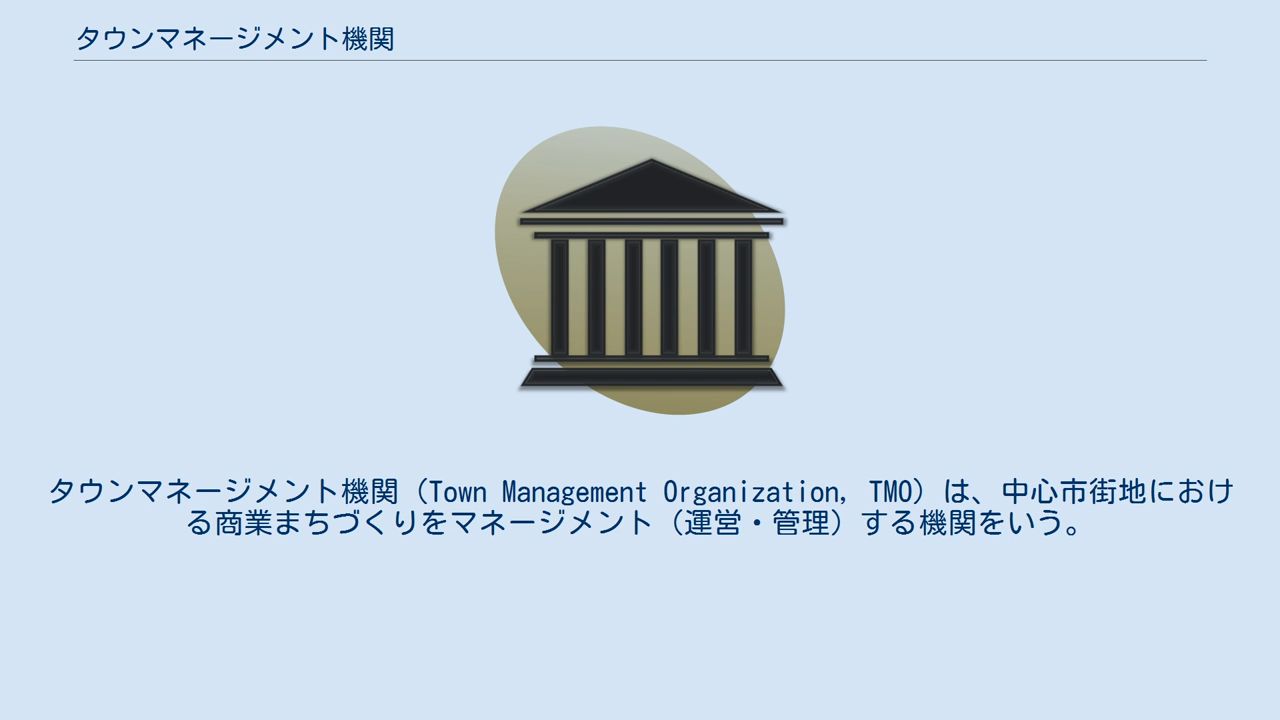 タウンマネージメント機関
タウンマネージメント機関（Town Management Organization, TMO）は、中心市街地におけ
る商業まちづくりをマネージメント（運営・管理）する機関をいう。